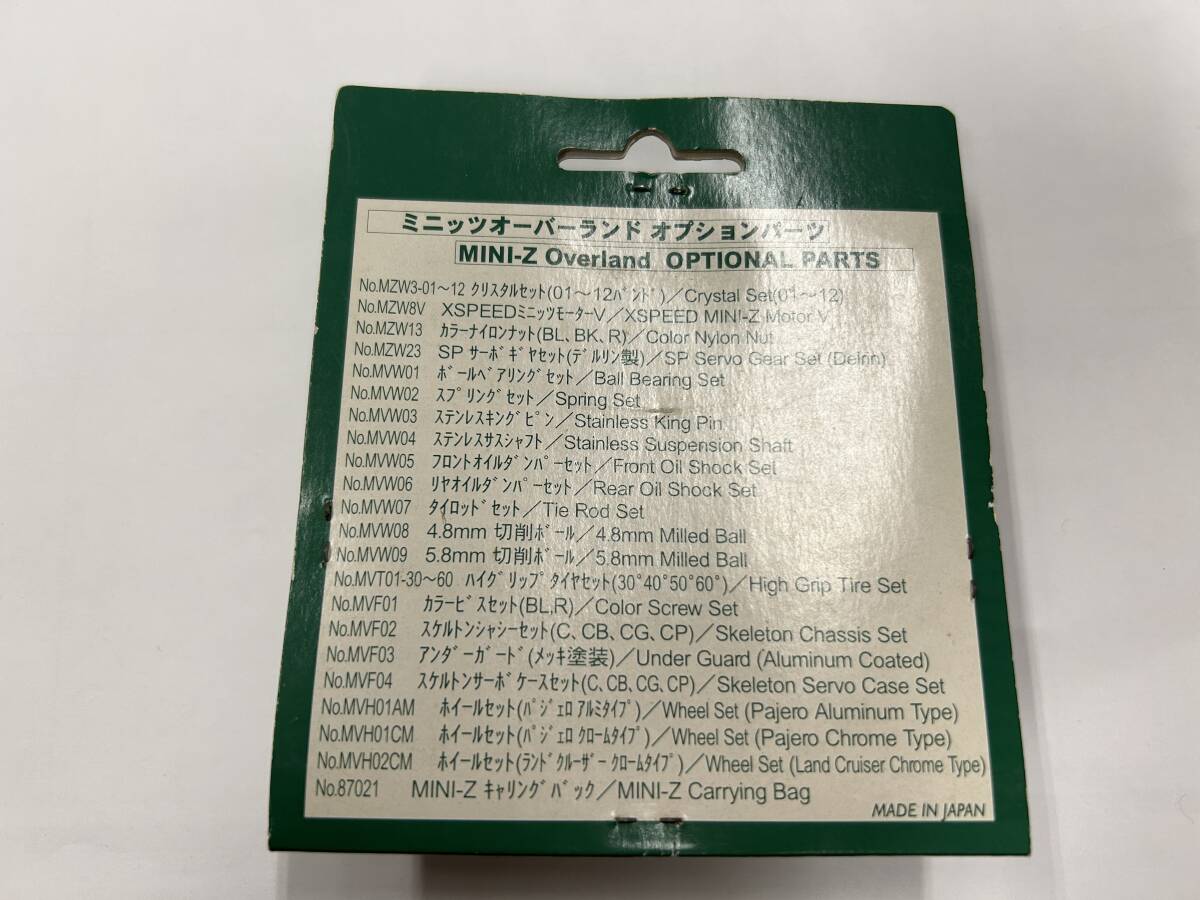 ミニッツオーバーランド オプションパーツ
MINI-Z Overland OPTIONAL PARTS
No.MZW3-01～12 ｸﾘｽﾀﾙｾｯﾄ(01～12ﾊﾞﾝﾄﾞ)／Crystal Set(01～12)
No.MZW8V XSPEEDﾐﾆｯﾂﾓｰﾀｰV／XSPEED MINI-Z Motor V
No.MZW13 ｶﾗｰﾅｲﾛﾝﾅｯﾄ(BL、BK、R)／Color Nylon Nut
No.MZW23 SP ｻｰﾎﾞｷﾞﾔｾｯﾄ(ﾃﾞﾙﾘﾝ製)／SP Servo Gear Set (Delrin)
No.MVW01 ﾎﾞｰﾙﾍﾞｱﾘﾝｸﾞｾｯﾄ／Ball Bearing Set
No.MVW02 ｽﾌﾟﾘﾝｸﾞｾｯﾄ／Spring Set
No.MVW03 ｽﾃﾝﾚｽｷﾝｸﾞﾋﾟﾝ／Stainless King Pin
No.MVW04 ｽﾃﾝﾚｽｻｽｼｬﾌﾄ／Stainless Suspension Shaft
No.MVW05 ﾌﾛﾝﾄｵｲﾙﾀﾞﾝﾊﾟｰｾｯﾄ／Front Oil Shock Set
No.MVW06 ﾘﾔｵｲﾙﾀﾞﾝﾊﾟｰｾｯﾄ／Rear Oil Shock Set
No.MVW07 ﾀｲﾛｯﾄﾞｾｯﾄ／Tie Rod Set
No.MVW08 4.8mm 切削ﾎﾞｰﾙ／4.8mm Milled Ball
No.MVW09 5.8mm 切削ﾎﾞｰﾙ／5.8mm Milled Ball
No.MVT01-30～60 ﾊｲｸﾞﾘｯﾌﾟﾀｲﾔｾｯﾄ(30°40°50°60°)／High Grip Tire Set
No.MVF01 ｶﾗｰﾋﾞｽｾｯﾄ(BL,R)／Color Screw Set
No.MVF02 ｽｹﾙﾄﾝｼｬｼｰｾｯﾄ(C、CB、CG、CP)／Skeleton Chassis Set
No.MVF03 ｱﾝﾀﾞｰｶﾞｰﾄﾞ(ﾒｯｷ塗装)／Under Guard (Aluminum Coated)
No.MVF04 ｽｹﾙﾄﾝｻｰﾎﾞｹｰｽｾｯﾄ(C、CB、CG、CP)／Skeleton Servo Case Set
No.MVH01AM ﾎｲｰﾙｾｯﾄ(ﾊﾟｼﾞｪﾛ ｱﾙﾐﾀｲﾌﾟ)／Wheel Set (Pajero Aluminum Type)
No.MVH01CM ﾎｲｰﾙｾｯﾄ(ﾊﾟｼﾞｪﾛ ｸﾛｰﾑﾀｲﾌﾟ)／Wheel Set (Pajero Chrome Type)
No.MVH02CM ﾎｲｰﾙｾｯﾄ(ﾗﾝﾄﾞｸﾙｰｻﾞｰ ｸﾛｰﾑﾀｲﾌﾟ)／Wheel Set (Land Cruiser Chrome Type)
No.87021 MINI-Z ｷｬﾘﾝｸﾞﾊﾞｯｸ／MINI-Z Carrying Bag
MADE IN JAPAN